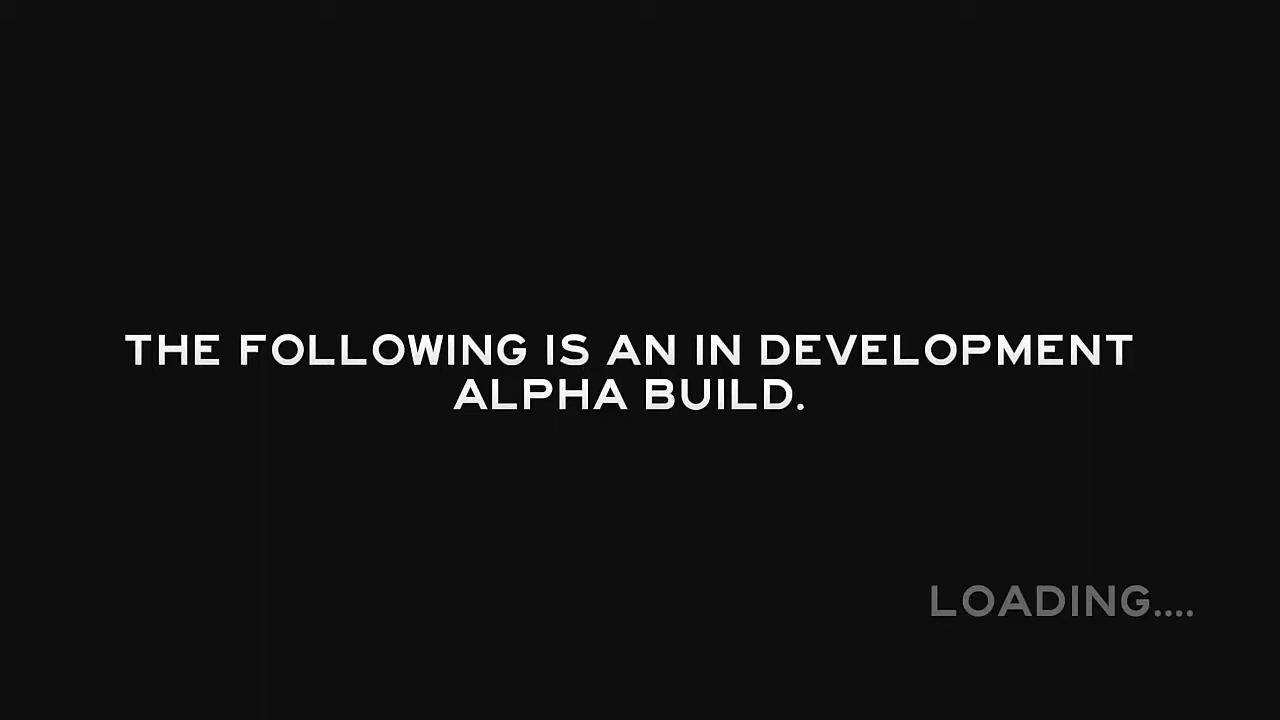 THE FOLLOWING IS AN IN DEVELOPMENT
ALPHA BUILD.
LOADING....